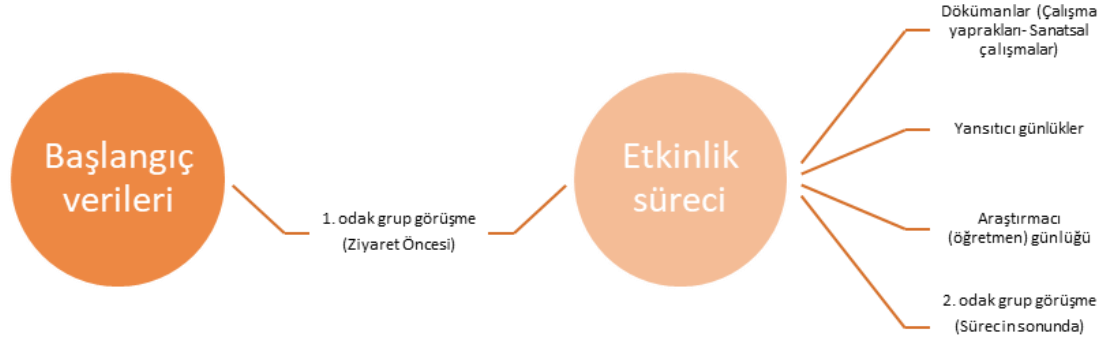 Başlangıç
verileri
1. odak grup görüşme
(Ziyaret Öncesi)
Etkinlik
süreci
Dökümanlar (Çalışma
yaprakları- Sanatsal
çalışmalar)
Yansıtıcı günlükler
Araştırmacı
(öğretmen) günlüğü
2. odak grup görüşme
(Sürecin sonunda)